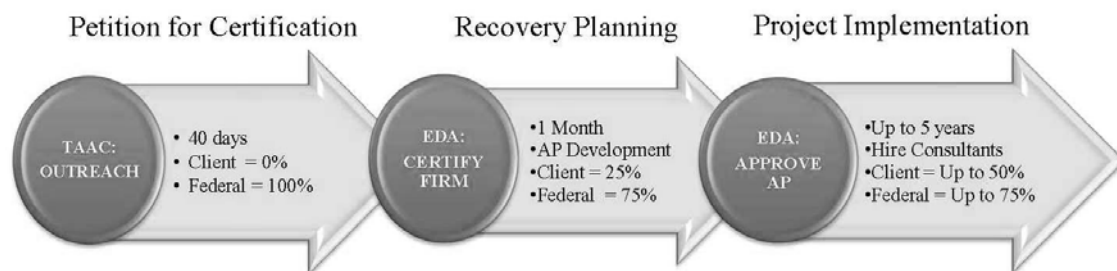 Petition for Certification
Recovery Planning
Project Implementation
TAAC:
OUTREACH
• 40 days
• Client = 0%
• Federal = 100%
EDA:
CERTIFY
FIRM
•1 Month
•AP Development
•Client = 25%
•Federal = 75%
EDA:
APPROVE
AP
•Up to 5 years
•Hire Consultants
•Client = Up to 50%
•Federal = Up to 75%